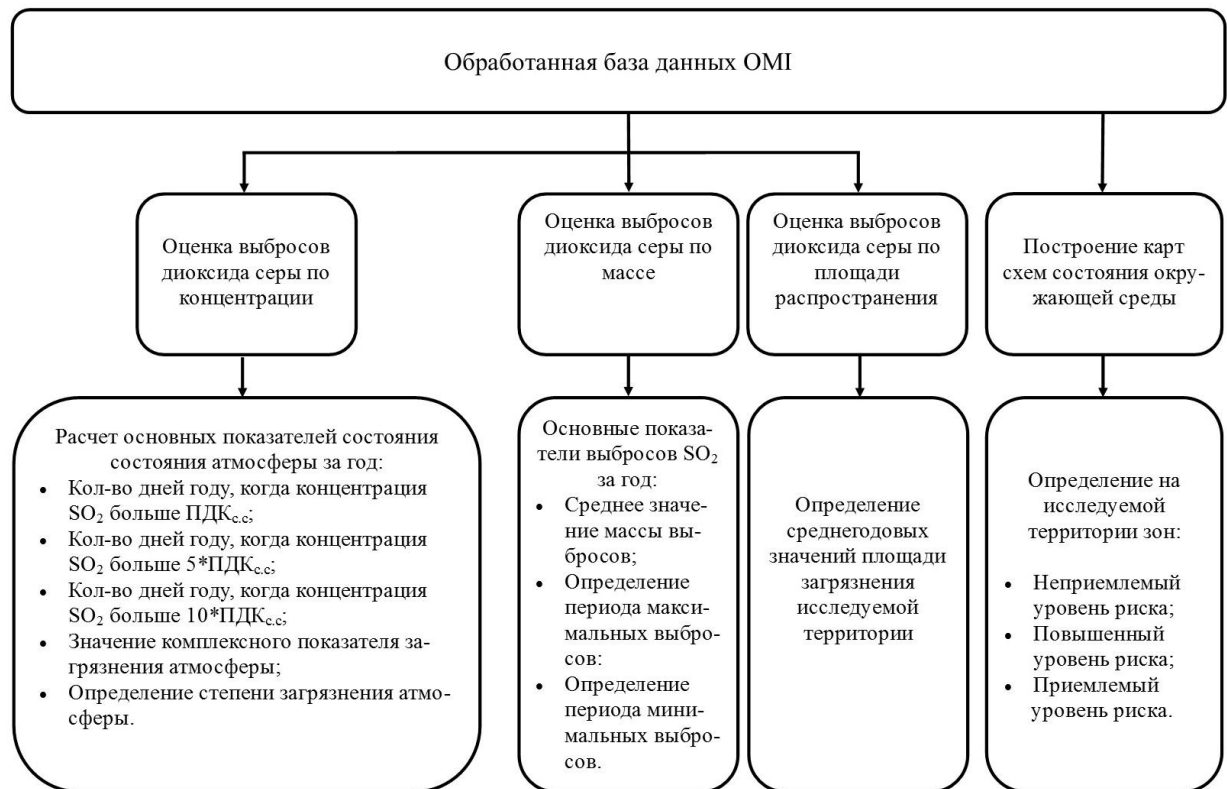 Обработанная база данных OMI
Оценка выбросов
диоксида серы по
концентрации
Оценка выбросов
диоксида серы по
массе
Оценка выбросов
диоксида серы по
площади
распространения
Построение карт
схем состояния окру-
жающей среды
Расчет основных показателей состояния
состояния атмосферы за год:
• Кол-во дней году, когда концентрация
SO₂ больше ПДКс.с;
• Кол-во дней году, когда концентрация
SO₂ больше 5*ПДКс.с;
• Кол-во дней году, когда концентрация
SO₂ больше 10*ПДКс.с;
• Значение комплексного показателя за-
грязнения атмосферы;
• Определение степени загрязнения атмо-
сферы.
Основные показа-
тели выбросов SO₂
за год:
• Среднее значе-
ние массы вы-
бросов;
• Определение
периода макси-
мальных выбро-
сов:
• Определение
периода мини-
мальных выбро-
сов.
Определение
среднегодовых
значений площади
загрязнения
исследуемой
территории
Определение на
исследуемой
территории зон:
• Неприемлемый
уровень риска;
• Повышенный
уровень риска;
• Приемлемый
уровень риска.